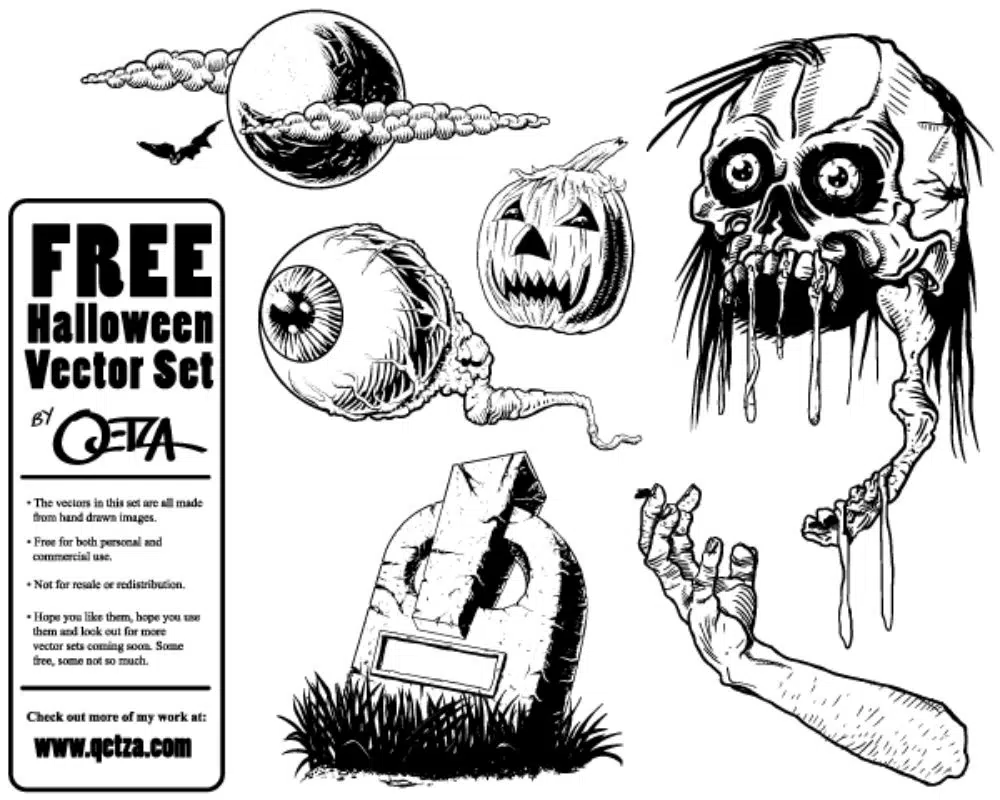 FREE
Halloween
Vector Set
BY QETZA
• The vectors in this set are all made
from hand drawn images.
• Free for both personal and
commercial use.
• Not for resale or redistribution.
• Hope you like them, hope you use
them and look out for more
vector sets coming soon. Some
free, some not so much.
Check out more of my work at:
www.qetza.com